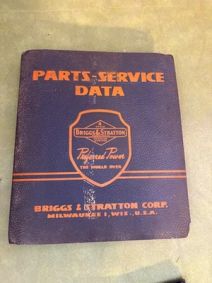 PARTS-SERVICE
DATA
BRIGGS & STRATTON
Preferred Power
THE WORLD OVER
BRIGGS & STRATTON CORP.
MILWAUKEE 1, WIS., U.S.A.